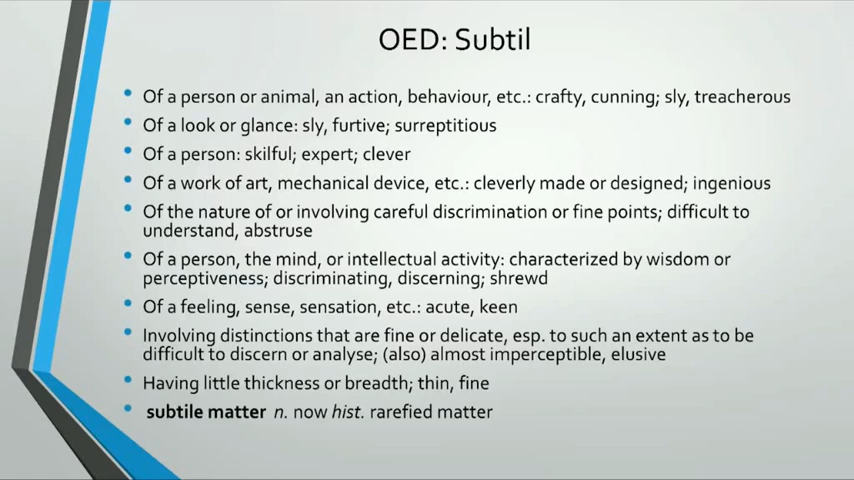 OED: Subtil
• Of a person or animal, an action, behaviour, etc.: crafty, cunning; sly, treacherous
• Of a look or glance: sly, furtive; surreptitious
• Of a person: skilful; expert; clever
• Of a work of art, mechanical device, etc.: cleverly made or designed; ingenious
• Of the nature of or involving careful discrimination or fine points; difficult to
understand, abstruse
• Of a person, the mind, or intellectual activity: characterized by wisdom or
perceptiveness; discriminating, discerning; shrewd
• Of a feeling, sense, sensation, etc.: acute, keen
• Involving distinctions that are fine or delicate, esp. to such an extent as to be
difficult to discern or analyse; (also) almost imperceptible, elusive
• Having little thickness or breadth; thin, fine
• subtile matter n. now hist. rarefied matter